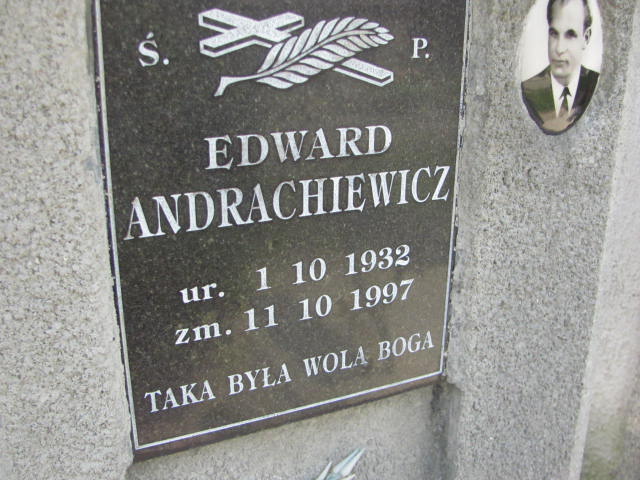 Ś. P.
EDWARD
ANDRACHIEWICZ
ur. 1 10 1932
zm. 11 10 1997
TAKA BYŁA WOLA BOGA